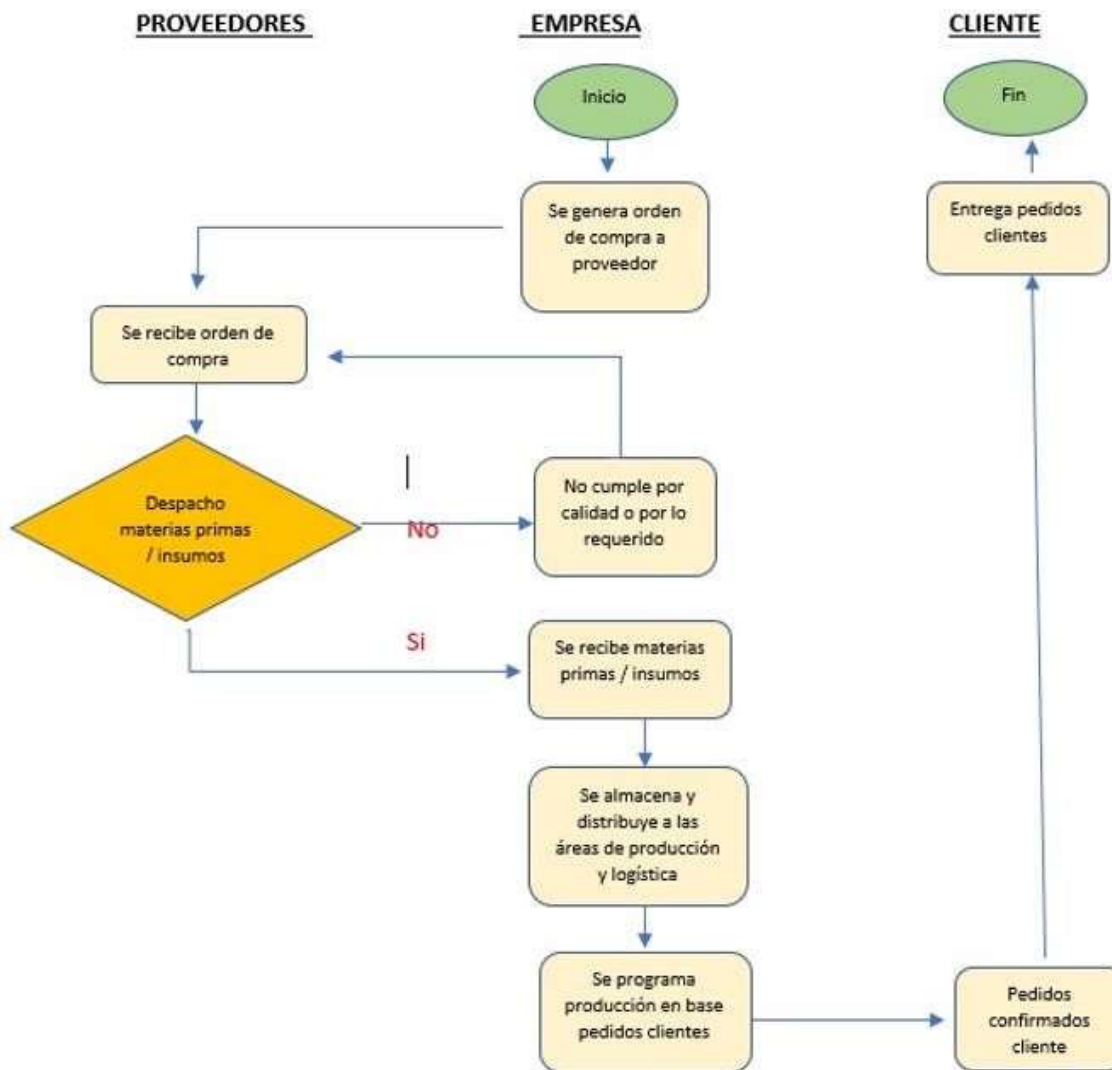 PROVEEDORES
EMPRESA
CLIENTE
Inicio
Fin
Se genera orden
de compra a
proveedor
Entrega pedidos
clientes
Se recibe orden de
compra
Despacho
materias primas
/ insumos
No
No cumple por
calidad o por lo
requerido
Si
Se recibe materias
primas / insumos
Se almacena y
distribuye a las
áreas de producción
y logística
Se programa
producción en base
pedidos clientes
Pedidos
confirmados
cliente